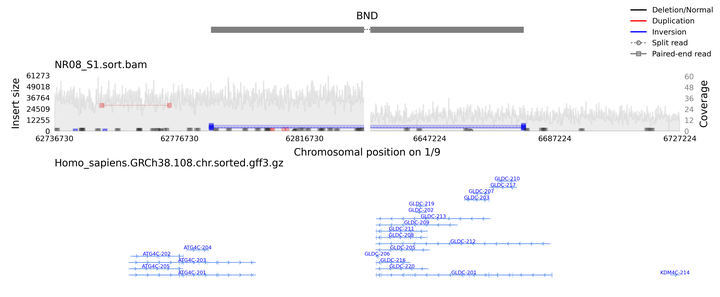 BND
Deletion/Normal
Duplication
Inversion
Split read
Paired-end read
NR08_S1.sort.bam
Insert size
61273
49018
36764
24509
12255
0
60
48
36
24
12
0
Coverage
62736730 62776730 62816730 6647224 6687224 6727224
Chromosomal position on 1/9
Homo_sapiens.GRCh38.108.chr.sorted.gff3.gz
GLDC-210
GLDC-217
GLDC-207
GLDC-203
GLDC-219
GLDC-202
GLDC-213
GLDC-209
GLDC-211
GLDC-208
GLDC-212
ATG4C-204
GLDC-205
ATG4C-202 GLDC-206
ATG4C-203 GLDC-216
ATG4C-205 GLDC-220
ATG4C-201 GLDC-201 KDM4C-214